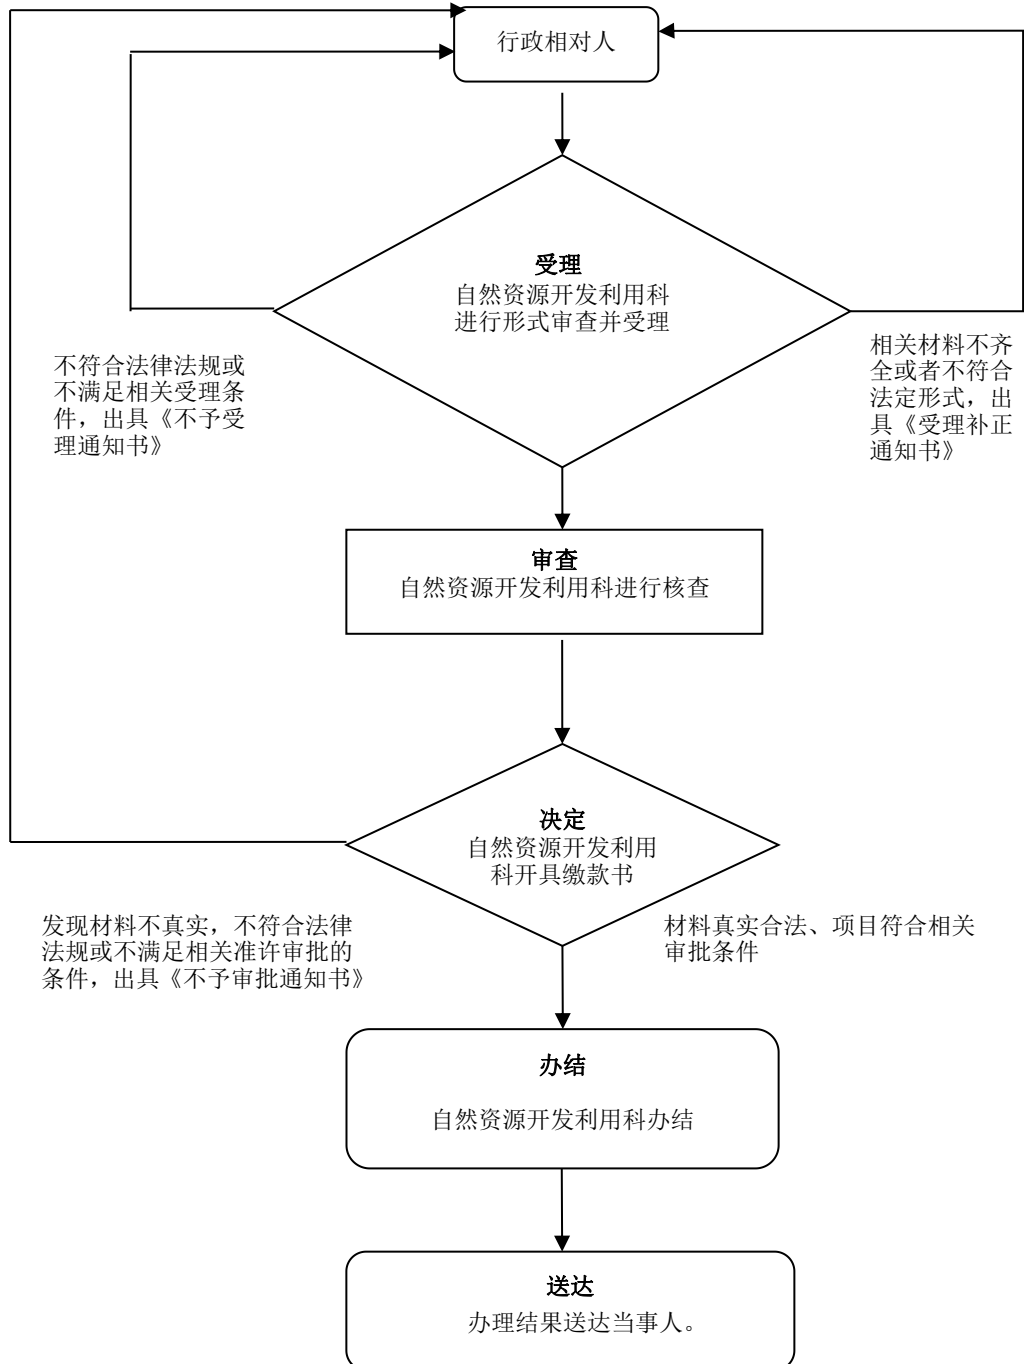 行政相对人
受理
自然资源开发利用科
进行形式审查并受理
不符合法律法规或
不满足相关受理条
件，出具《不予受
理通知书》
相关材料不齐
全或者不符合
法定形式，出
具《受理补正
通知书》
审查
自然资源开发利用科进行核查
决定
自然资源开发利用
科开具缴款书
发现材料不真实，不符合法律
法规或不满足相关准许审批的
条件，出具《不予审批通知书》
材料真实合法、项目符合相关
审批条件
办结
自然资源开发利用科办结
送达
办理结果送达当事人。